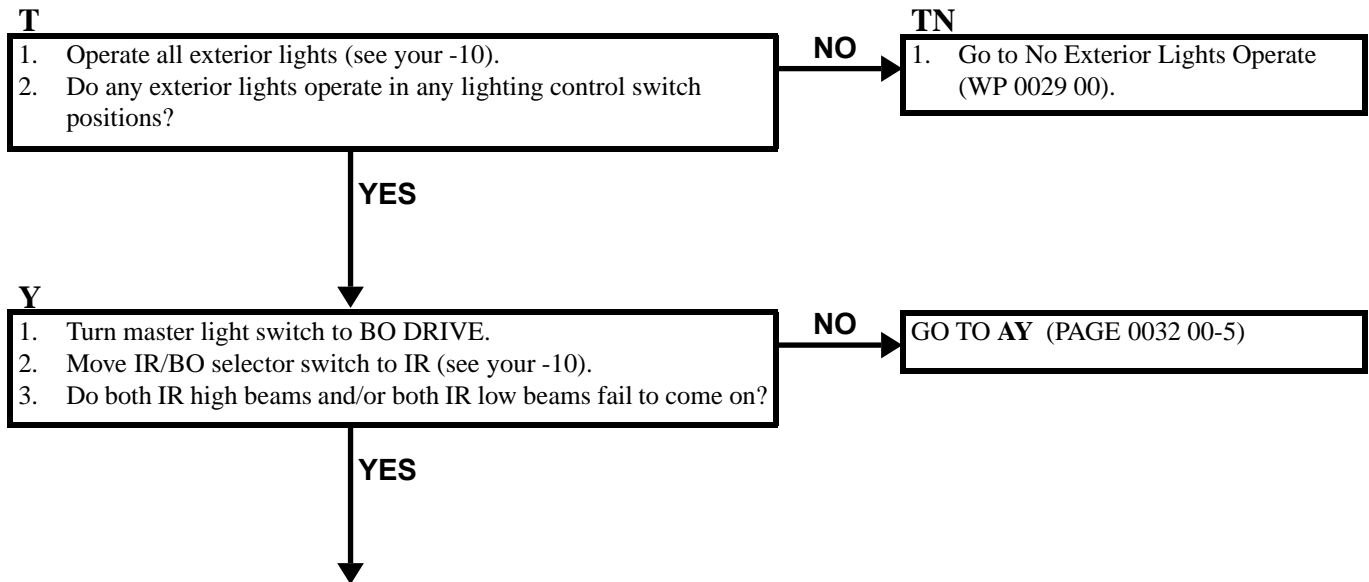 T
1. Operate all exterior lights (see your -10).
2. Do any exterior lights operate in any lighting control switch
positions?
NO
TN
1. Go to No Exterior Lights Operate
(WP 0029 00).
YES
Y
1. Turn master light switch to BO DRIVE.
2. Move IR/BO selector switch to IR (see your -10).
3. Do both IR high beams and/or both IR low beams fail to come on?
NO
GO TO AY (PAGE 0032 00-5)
YES